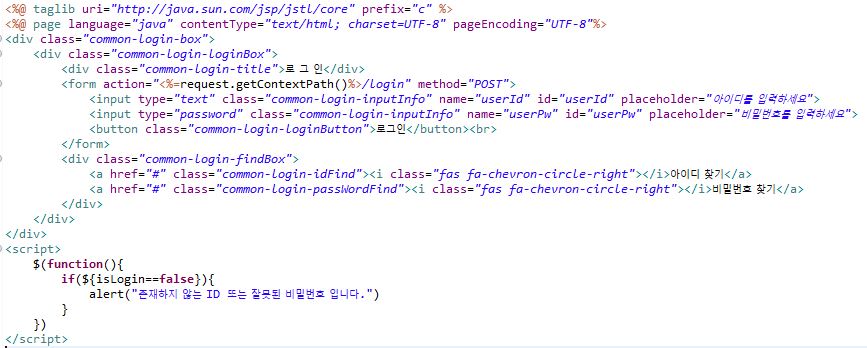 <%@ taglib uri="http://java.sun.com/jsp/jstl/core" prefix="c" %>
<%@ page language="java" contentType="text/html; charset=UTF-8" pageEncoding="UTF-8"%>
<div class="common-login-box">
<div class="common-login-loginBox">
<div class="common-login-title">로 그 인</div>
<form action="<%=request.getContextPath()%>/login" method="POST">
<input type="text" class="common-login-inputInfo" name="userId" id="userId" placeholder="아이디를 입력하세요">
<input type="password" class="common-login-inputInfo" name="userPw" id="userPw" placeholder="비밀번호를 입력하세요">
<button class="common-login-loginButton">로그인</button><br>
</form>
<div class="common-login-findBox">
<a href="#" class="common-login-idFind"><i class="fas fa-chevron-circle-right"></i>아이디 찾기</a>
<a href="#" class="common-login-passWordFind"><i class="fas fa-chevron-circle-right"></i>비밀번호 찾기</a>
</div>
</div>
</div>
<script>
$(function(){
if(${isLogin==false}){
alert("존재하지 않는 ID 또는 잘못된 비밀번호 입니다.")
}
})
</script>